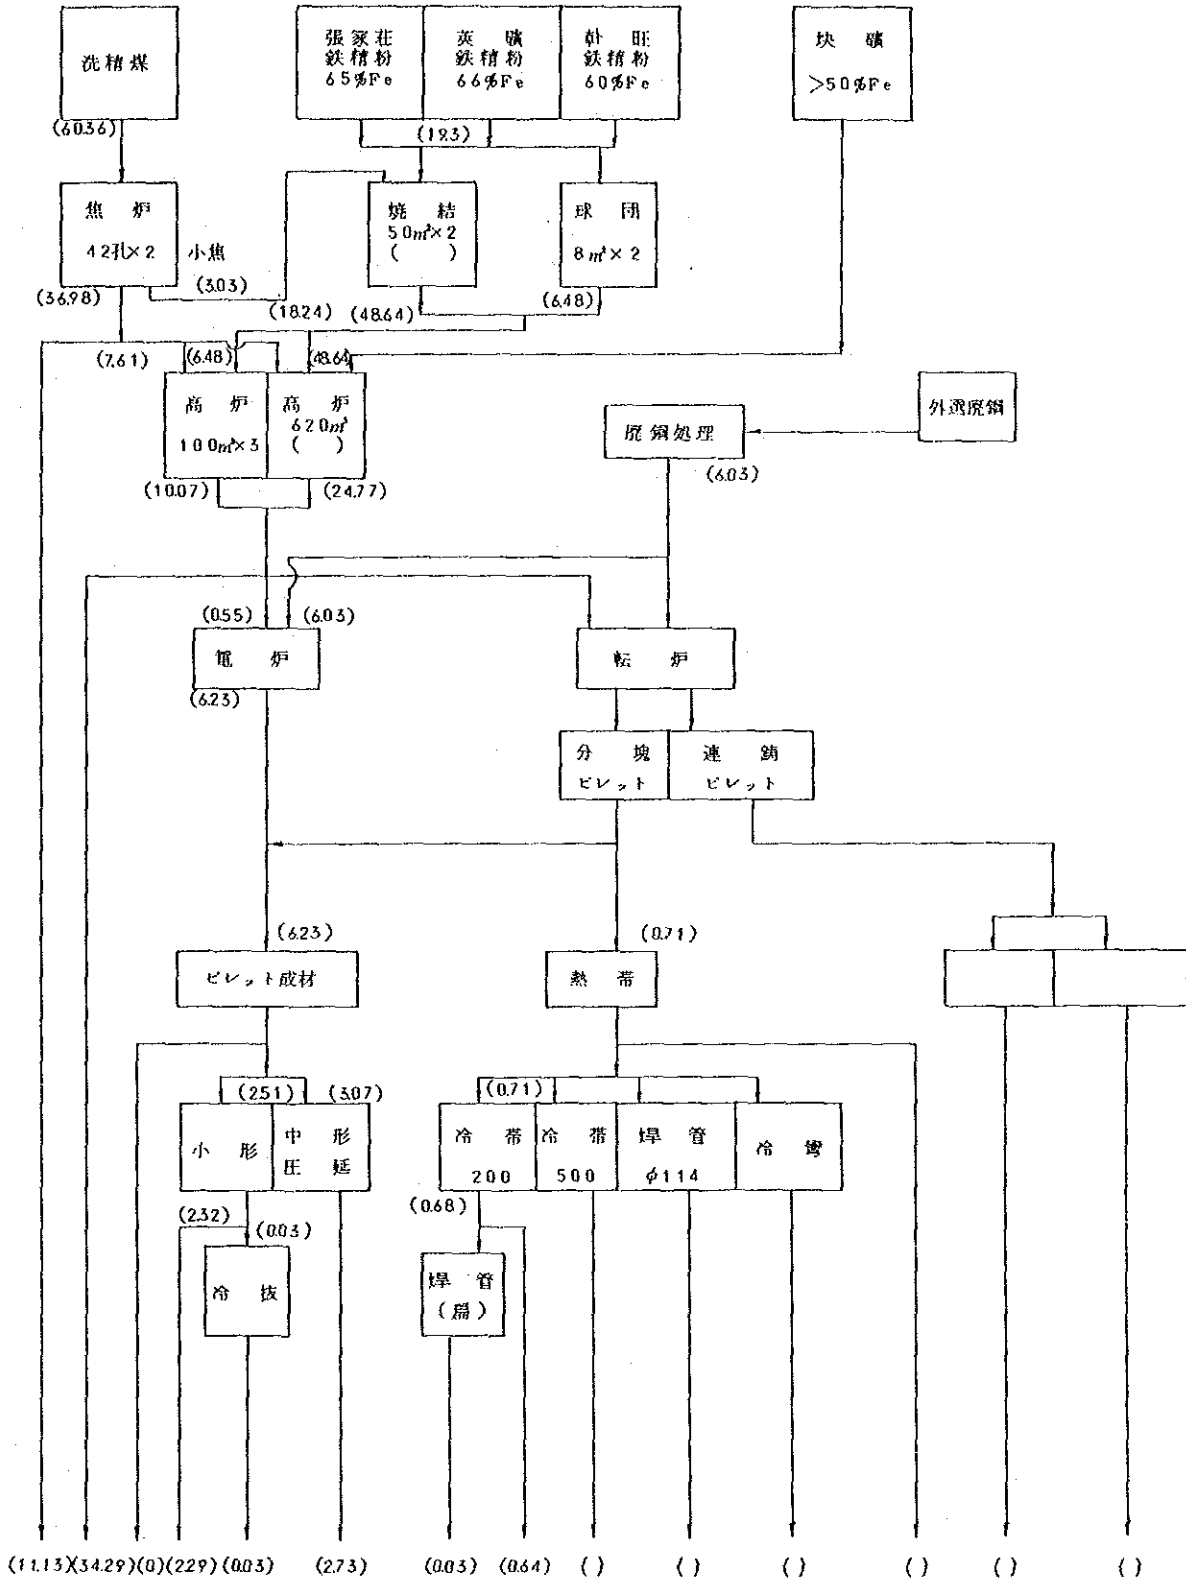 洗精煤
張家荘
鉄精粉
65%Fe
英礦
鉄精粉
66%Fe
鉄精粉
60%Fe
块礦
>50%Fe
(60.36)
(19.3)
焦炉
42孔×2
小焦
(3.03)
焼結
50m²×2
( )
球団
8m²×2
(36.98)
(18.24)
(48.64)
(6.48)
(7.61)
(6.48)
(48.64)
高炉
100m³×3
高炉
620m³
( )
廃鋼処理
外选廃鋼
(6.03)
(10.07)
(24.77)
(0.55)
(6.03)
電炉
転炉
(6.23)
分塊
ビレット
連鋳
ビレット
(6.23)
(0.71)
ビレット成材
熱帯
(2.51)
(3.07)
(0.71)
小形
中形
圧延
冷帯
200
冷帯
500
焊管
φ114
冷彎
(2.32)
(0.03)
(0.68)
冷抜
焊管
(扁)
(11.13)
(34.29)
(0)
(2.29)
(0.03)
(2.73)
(0.03)
(0.64)
( )
( )
( )
( )
( )
( )